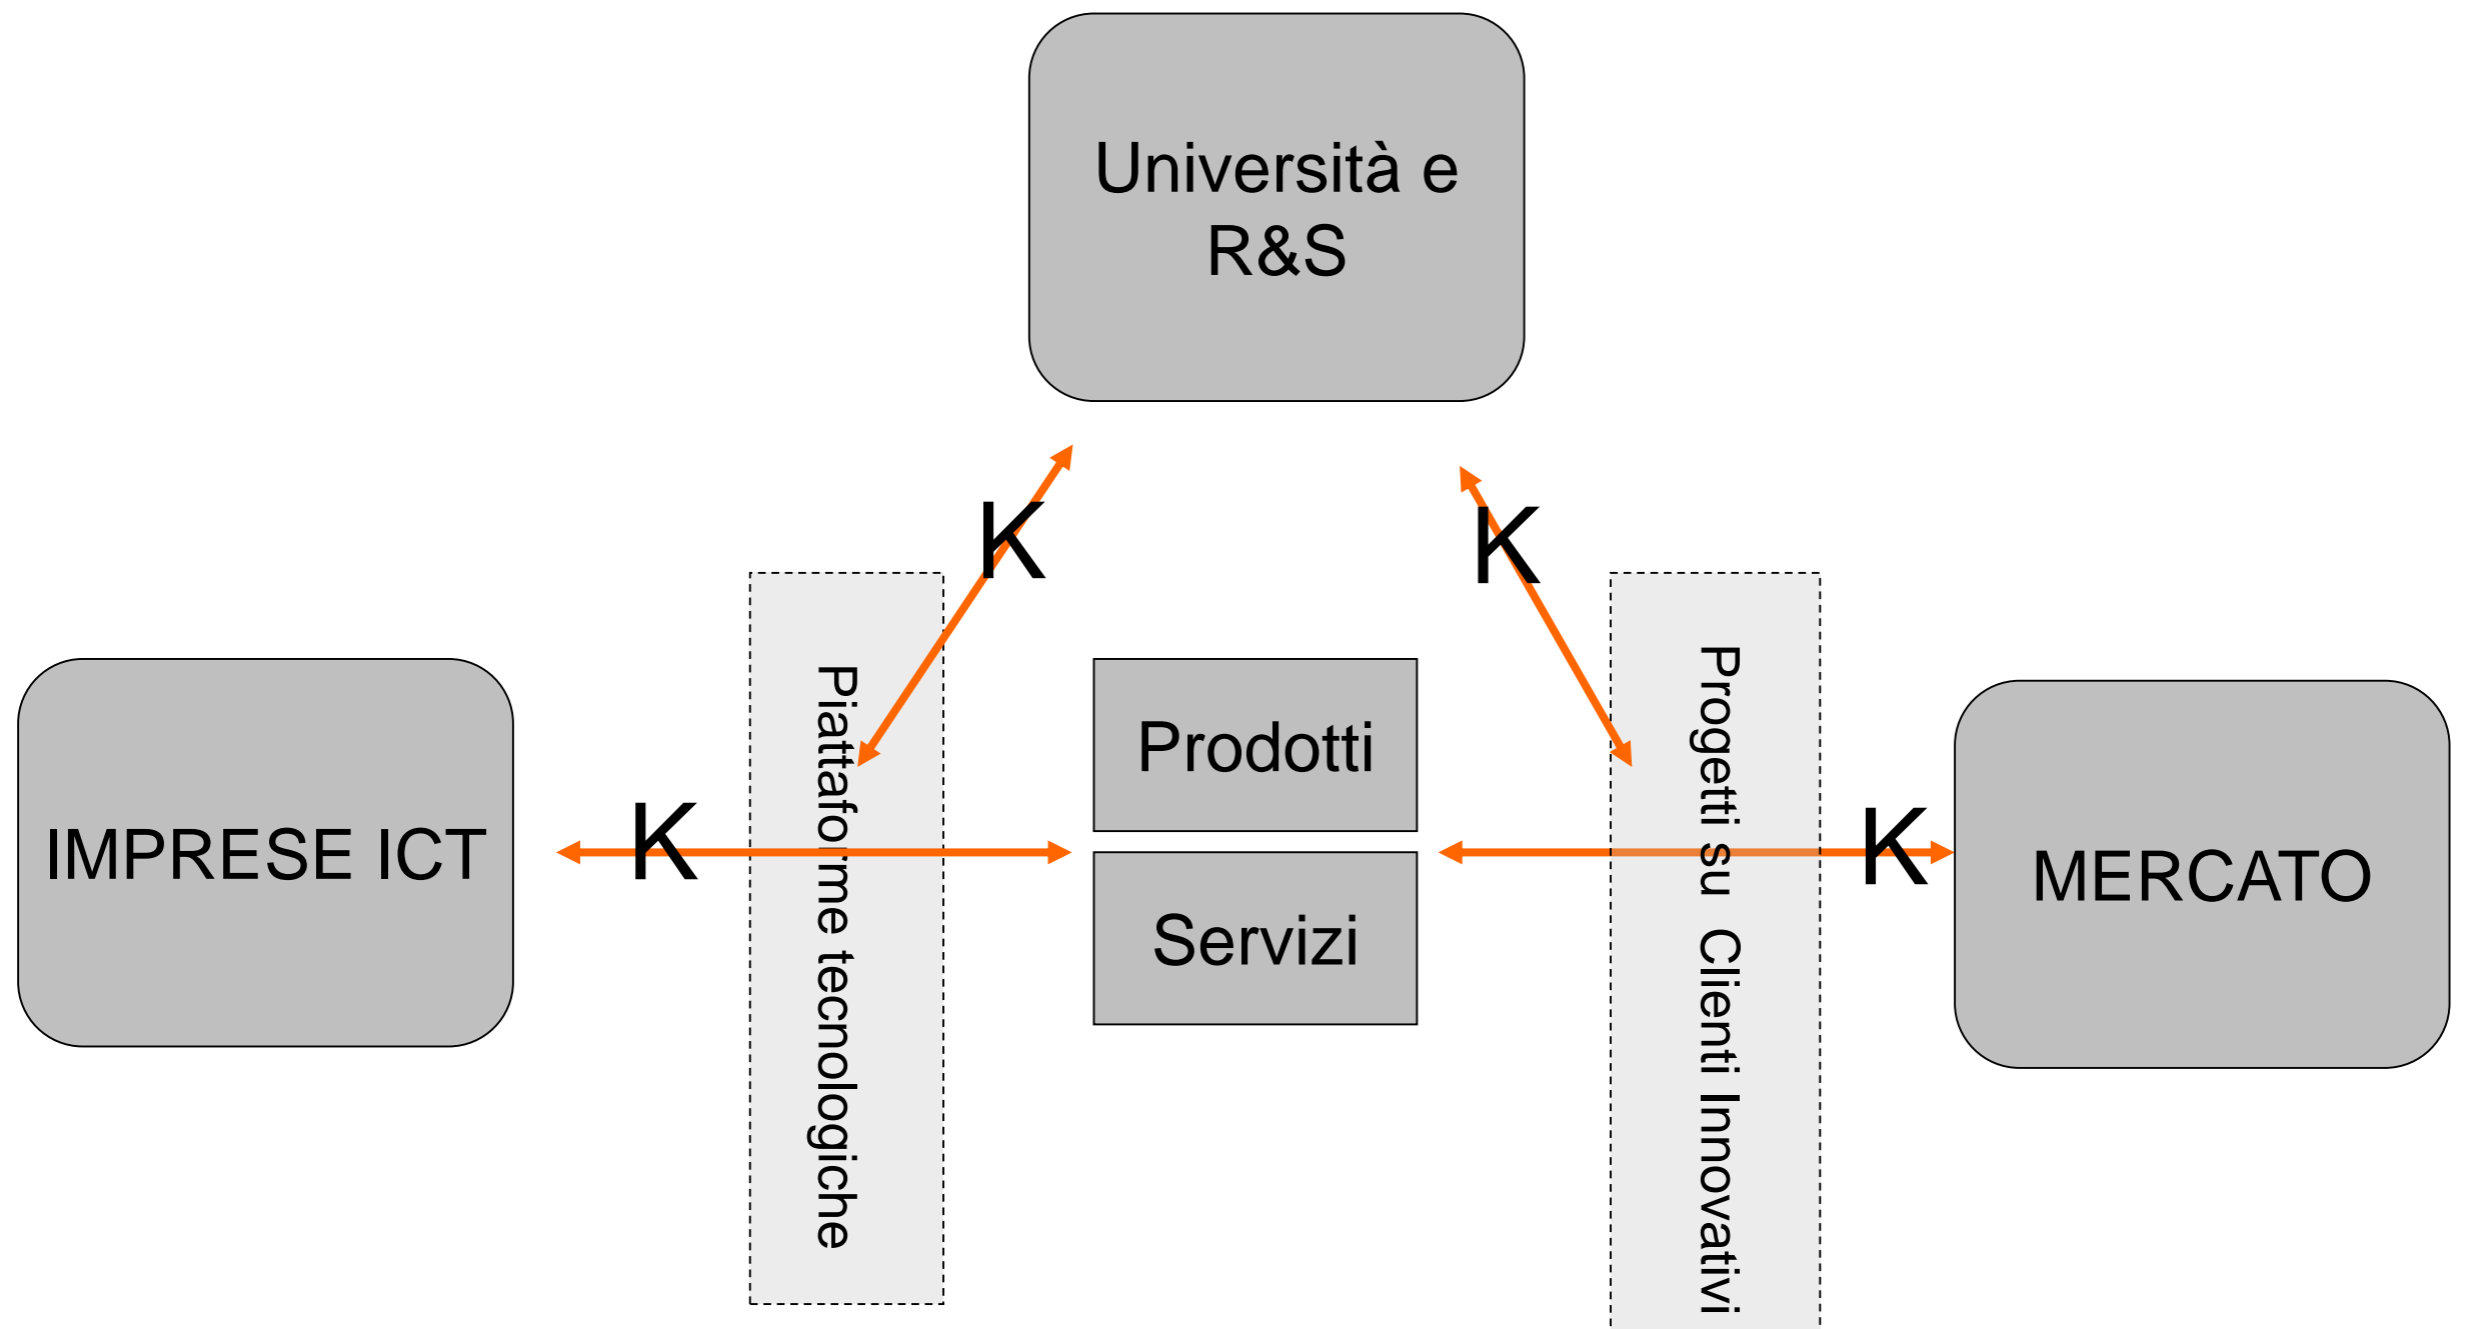 Università e
R&S
K
K
Piattaforme tecnologiche
Prodotti
Progetti su Clienti Innovativi
IMPRESE ICT
K
K
MERCATO
Servizi